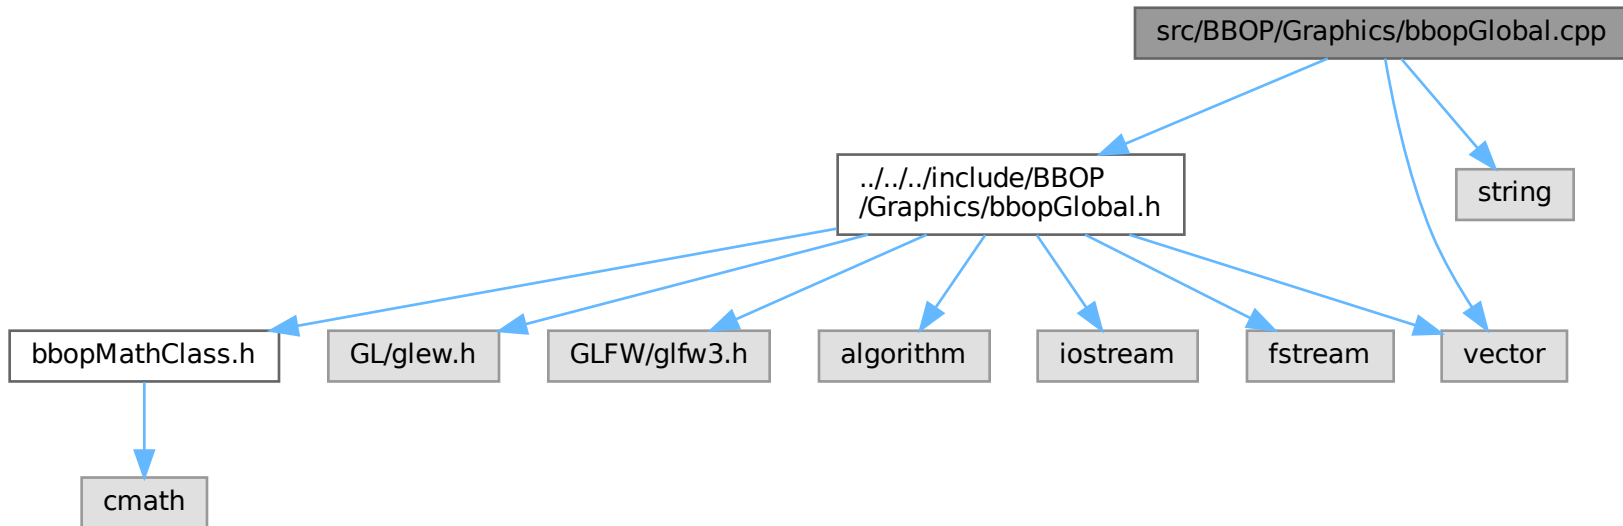 src/BBOP/Graphics/bbopGlobal.cpp
../../../include/BBOP
/Graphics/bbopGlobal.h
string
bbopMathClass.h
GL/glew.h
GLFW/glfw3.h
algorithm
iostream
fstream
vector
cmath